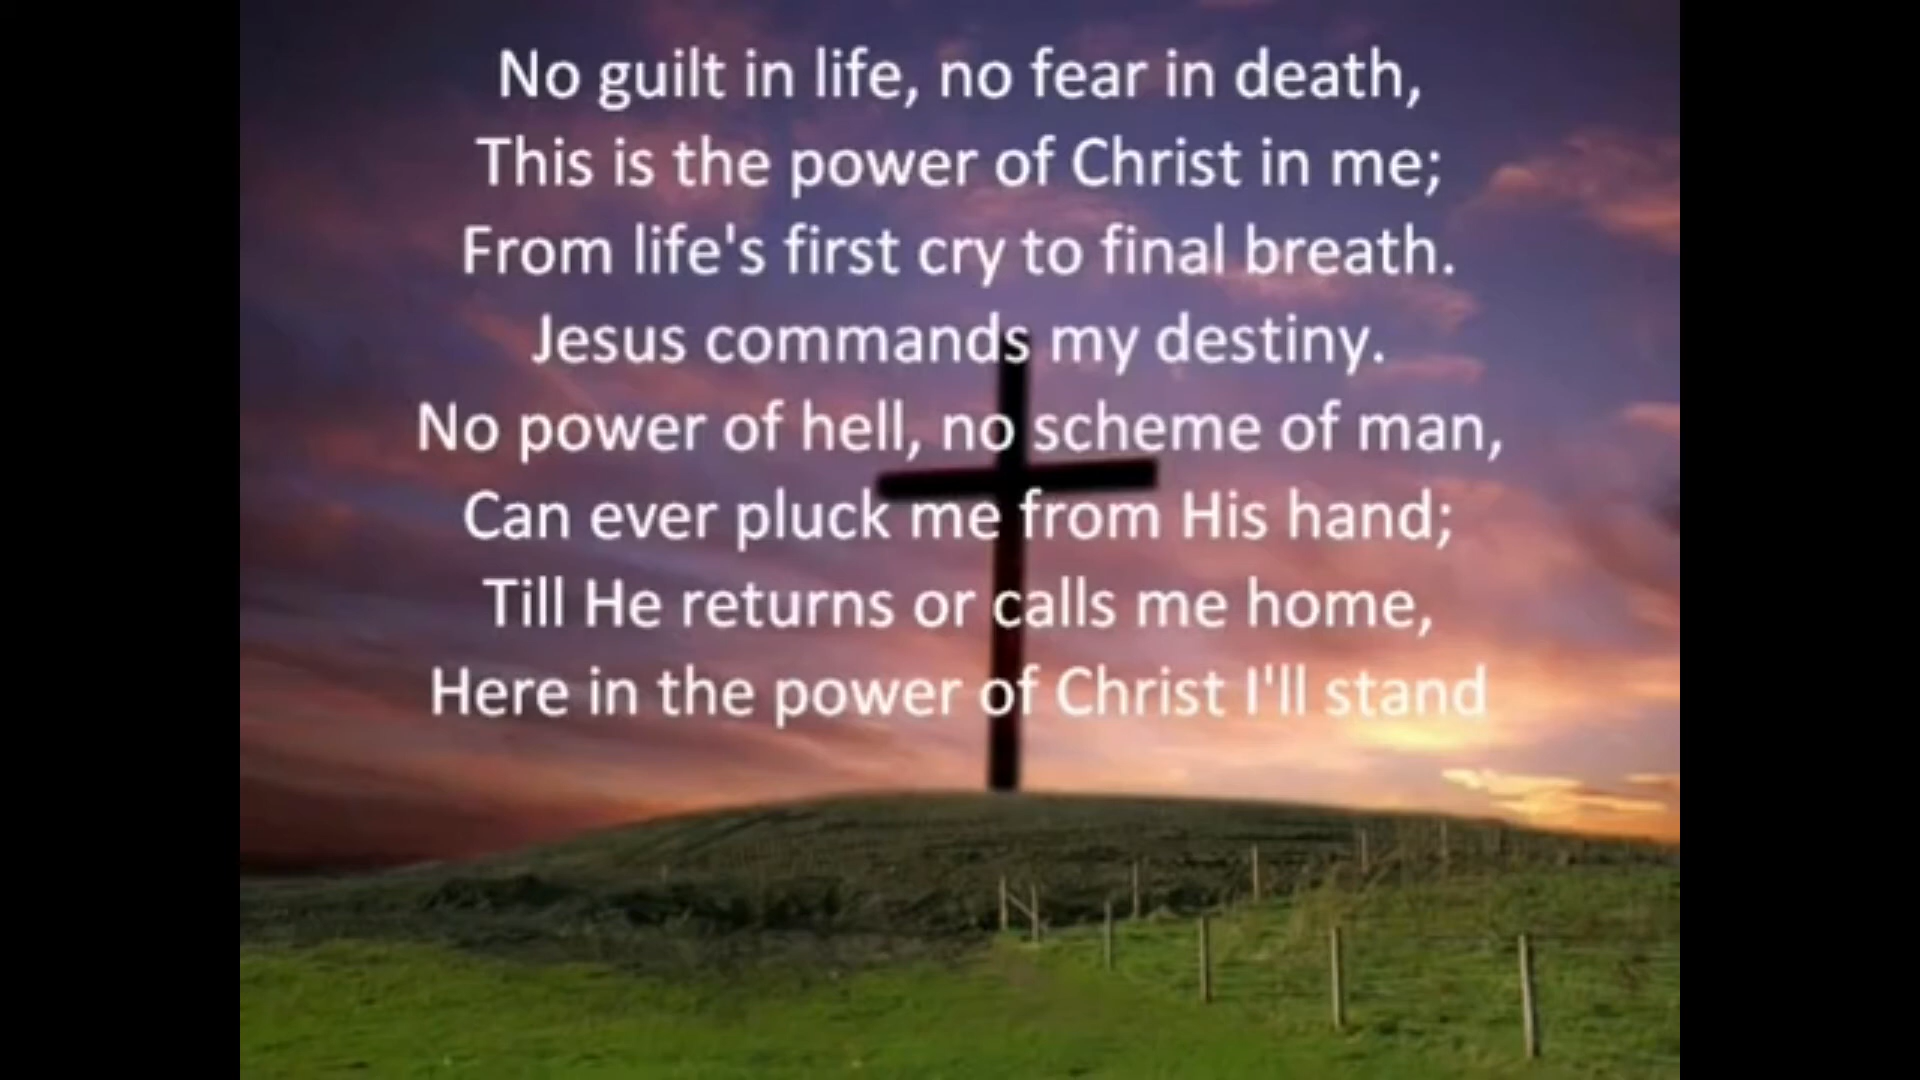 No guilt in life, no fear in death,
This is the power of Christ in me;
From life's first cry to final breath.
Jesus commands my destiny.
No power of hell, no scheme of man,
Can ever pluck me from His hand;
Till He returns or calls me home,
Here in the power of Christ I'll stand